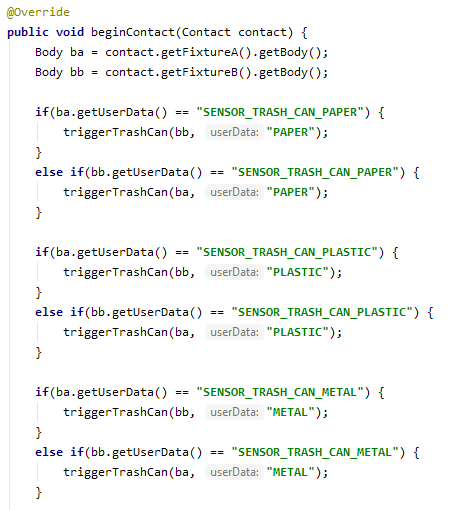 @Override
public void beginContact(Contact contact) {
    Body ba = contact.getFixtureA().getBody();
    Body bb = contact.getFixtureB().getBody();

    if(ba.getUserData() == "SENSOR_TRASH_CAN_PAPER") {
        triggerTrashCan(bb, userData: "PAPER");
    }
    else if(bb.getUserData() == "SENSOR_TRASH_CAN_PAPER") {
        triggerTrashCan(ba, userData: "PAPER");
    }

    if(ba.getUserData() == "SENSOR_TRASH_CAN_PLASTIC") {
        triggerTrashCan(bb, userData: "PLASTIC");
    }
    else if(bb.getUserData() == "SENSOR_TRASH_CAN_PLASTIC") {
        triggerTrashCan(ba, userData: "PLASTIC");
    }

    if(ba.getUserData() == "SENSOR_TRASH_CAN_METAL") {
        triggerTrashCan(bb, userData: "METAL");
    }
    else if(bb.getUserData() == "SENSOR_TRASH_CAN_METAL") {
        triggerTrashCan(ba, userData: "METAL");
    }